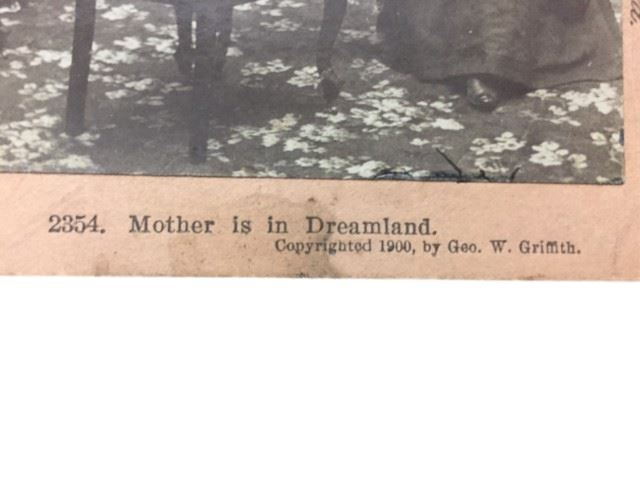 2354. Mother is in Dreamland.
Copyrighted 1900, by Geo. W. Griffith.